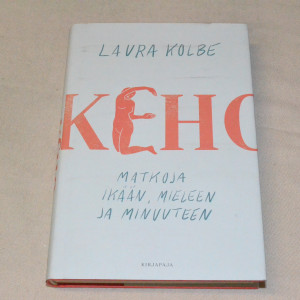 LAURA KOLBE
KEHO
MATKOJA
IKÄÄN, MIELEEN
JA MINUUTEEN
KIRJAPAJA